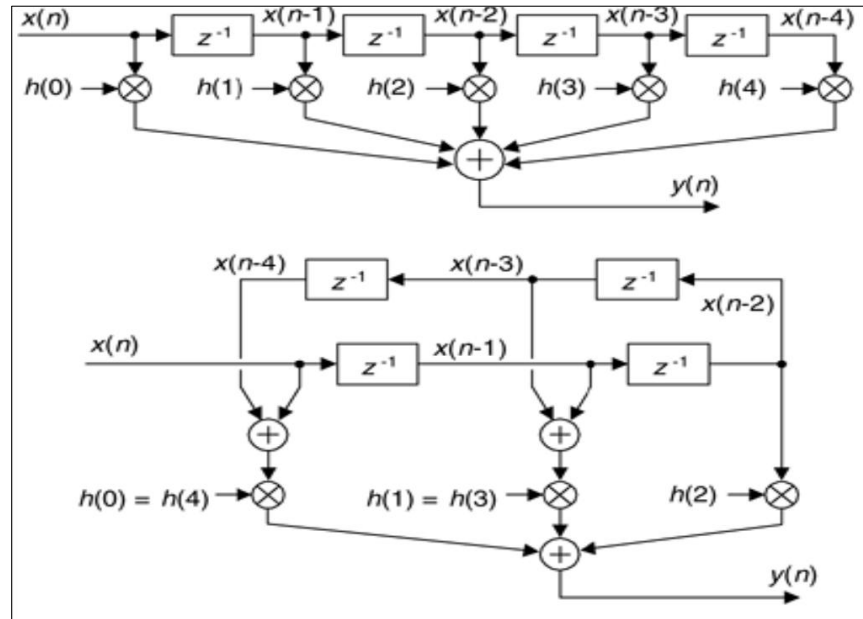 x(n) z⁻¹ x(n-1) z⁻¹ x(n-2) z⁻¹ x(n-3) z⁻¹ x(n-4)
h(0) h(1) h(2) h(3) h(4)
y(n)
x(n-4) z⁻¹ x(n-3) z⁻¹ x(n-2)
x(n) z⁻¹ x(n-1) z⁻¹
h(0) = h(4) h(1) = h(3) h(2)
y(n)